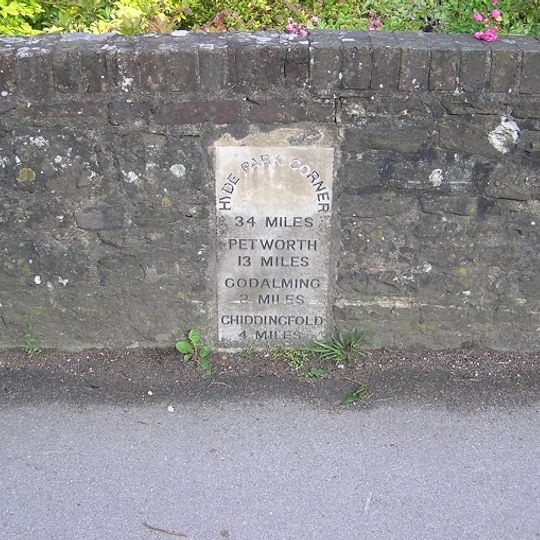 HYDE PARK CORNER
34 MILES
PETWORTH
13 MILES
GODALMING
2 MILES
CHIDDINGFOLD
4 MILES